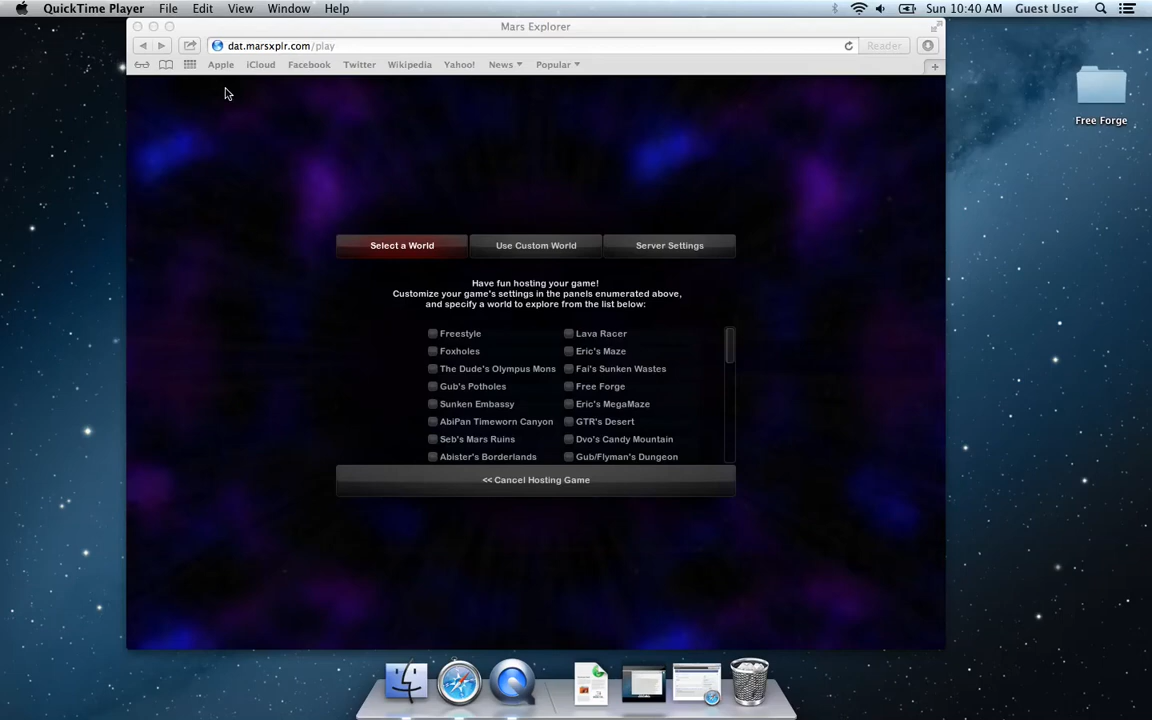 QuickTime Player File Edit View Window Help Sun 10:40 AM Guest User
Mars Explorer
dat.marsxplr.com/play Reader
Apple iCloud Facebook Twitter Wikipedia Yahoo! News Popular
Free Forge
Select a World Use Custom World Server Settings
Have fun hosting your game!
Customize your game's settings in the panels enumerated above,
and specify a world to explore from the list below:
Freestyle Lava Racer
Foxholes Eric's Maze
The Dude's Olympus Mons Fai's Sunken Wastes
Gub's Potholes Free Forge
Sunken Embassy Eric's MegaMaze
AbiPan Timeworn Canyon GTR's Desert
Seb's Mars Ruins Dvo's Candy Mountain
Abister's Borderlands Gub/Flyman's Dungeon
<< Cancel Hosting Game